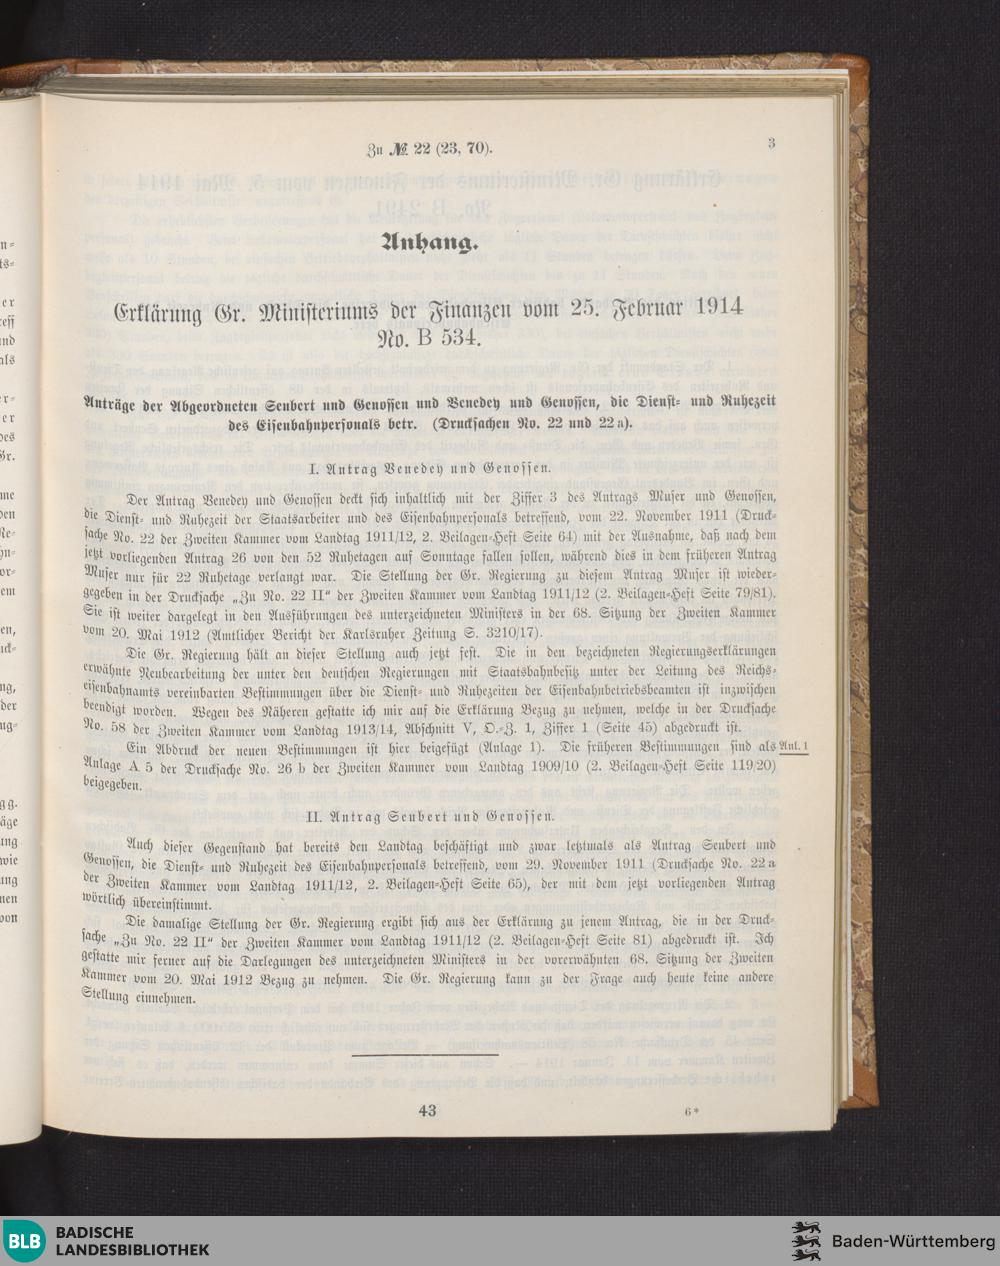 Zu № 22 (23, 70).
3
Anhang.
Erklärung Gr. Ministeriums der Finanzen vom 25. Februar 1914
No. B 534.
Anträge der Abgeordneten Seubert und Genossen und Venedey und Genossen, die Dienst- und Ruhezeit
des Eisenbahnpersonals betr. (Drucksachen No. 22 und 22a).
I. Antrag Venedey und Genossen.
Der Antrag Venedey und Genossen deckt sich inhaltlich mit der Ziffer 3 des Antrags Muser und Genossen,
die Dienst- und Ruhezeit der Staatsarbeiter und des Eisenbahnpersonals betreffend, vom 22. November 1911 (Druck-
sache No. 22 der Zweiten Kammer vom Landtag 1911/12, 2. Beilagen-Heft Seite 64) mit der Ausnahme, daß nach dem
jetzt vorliegenden Antrag 26 von den 52 Ruhetagen auf Sonntage fallen sollen, während dies in dem früheren Antrag
Muser nur für 22 Ruhetage verlangt war. Die Stellung der Gr. Regierung zu diesem Antrag Muser ist wieder-
gegeben in der Drucksache „Zu No. 22 II“ der Zweiten Kammer vom Landtag 1911/12 (2. Beilagen-Heft Seite 79/81).
Sie ist weiter dargelegt in den Ausführungen des unterzeichneten Ministers in der 68. Sitzung der Zweiten Kammer
vom 20. Mai 1912 (Amtlicher Bericht der Karlsruher Zeitung S. 3210/17).
Die Gr. Regierung hält an dieser Stellung auch jetzt fest. Die in den bezeichneten Regierungserklärungen
erwähnte Neubearbeitung der unter den deutschen Regierungen mit Staatsbahnbesitz unter der Leitung des Reichs-
eisenbahnamts vereinbarten Bestimmungen über die Dienst- und Ruhezeiten der Eisenbahnbetriebsbeamten ist inzwischen
beendigt worden. Wegen des Näheren gestatte ich mir auf die Erklärung Bezug zu nehmen, welche in der Drucksache
No. 58 der Zweiten Kammer vom Landtag 1913/14, Abschnitt V, O.-Z. 1, Ziffer 1 (Seite 45) abgedruckt ist.
Ein Abdruck der neuen Bestimmungen ist hier beigefügt (Anlage 1). Die früheren Bestimmungen sind als Anl. 1
Anlage A 5 der Drucksache No. 26 b der Zweiten Kammer vom Landtag 1909/10 (2. Beilagen-Heft Seite 119/20)
beigegeben.
II. Antrag Seubert und Genossen.
Auch dieser Gegenstand hat bereits den Landtag beschäftigt und zwar letztmals als Antrag Seubert und
Genossen, die Dienst- und Ruhezeit des Eisenbahnpersonals betreffend, vom 29. November 1911 (Drucksache No. 22 a
der Zweiten Kammer vom Landtag 1911/12, 2. Beilagen-Heft Seite 65), der mit dem jetzt vorliegenden Antrag
wörtlich übereinstimmt.
Die damalige Stellung der Gr. Regierung ergibt sich aus der Erklärung zu jenem Antrag, die in der Druck-
sache „Zu No. 22 II“ der Zweiten Kammer vom Landtag 1911/12 (2. Beilagen-Heft Seite 81) abgedruckt ist. Ich
gestatte mir ferner auf die Darlegungen des unterzeichneten Ministers in der vorerwähnten 68. Sitzung der Zweiten
Kammer vom 20. Mai 1912 Bezug zu nehmen. Die Gr. Regierung kann zu der Frage auch heute keine andere
Stellung einnehmen.
43
6*
BLB
BADISCHE
LANDESBIBLIOTHEK
Baden-Württemberg